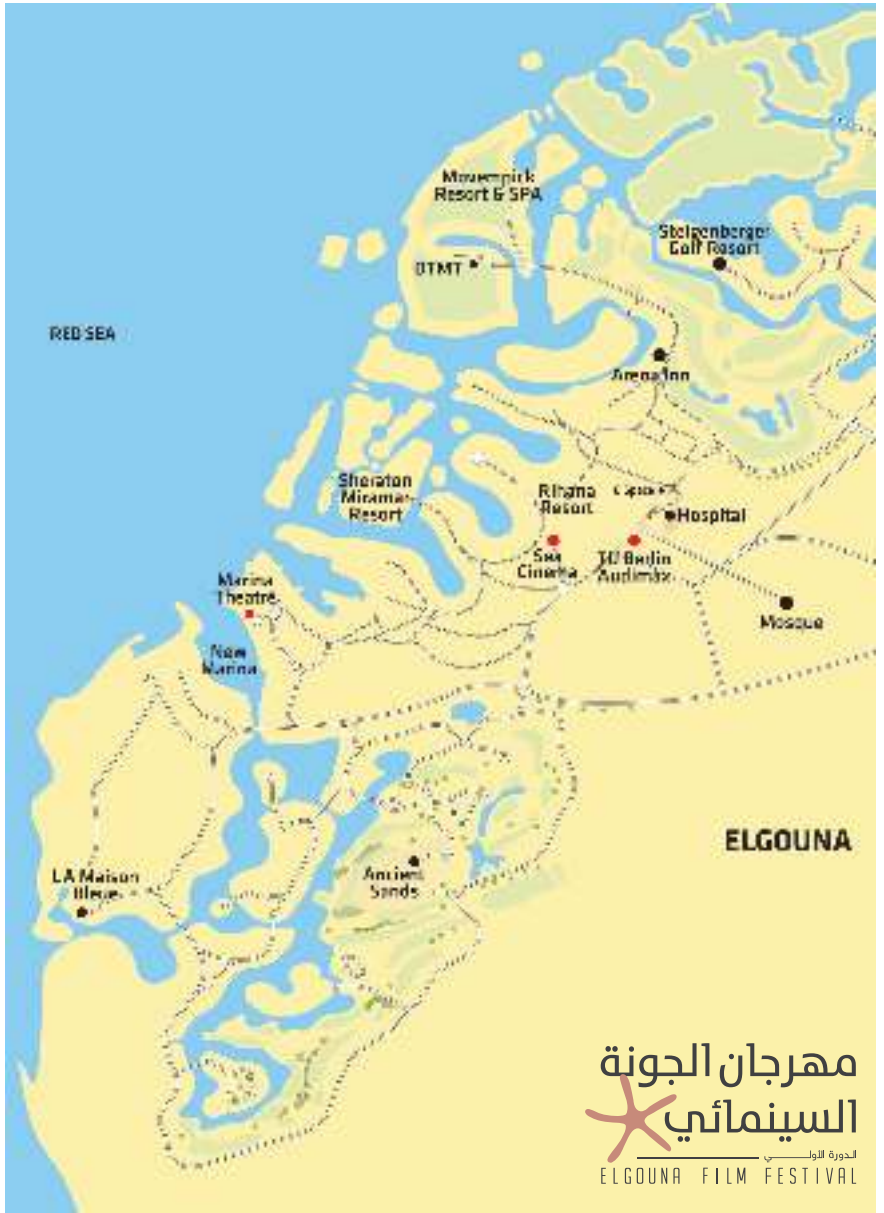 Movenpick
Resort & SPA
Steigenberger
Golf Resort
RED SEA
Arena Inn
Sheraton
Miramar
Resort
Rihana
Resort
Hospital
Sea
Cinema
TU Berlin
Audimax
Marina
Theatre
Mosque
New
Marina
ELGOUNA
LA Maison
Bleue
Ancient
Sands
مهرجان الجونة
السينمائي
الدورة الأولــــــي
ELGOUNA FILM FESTIVAL